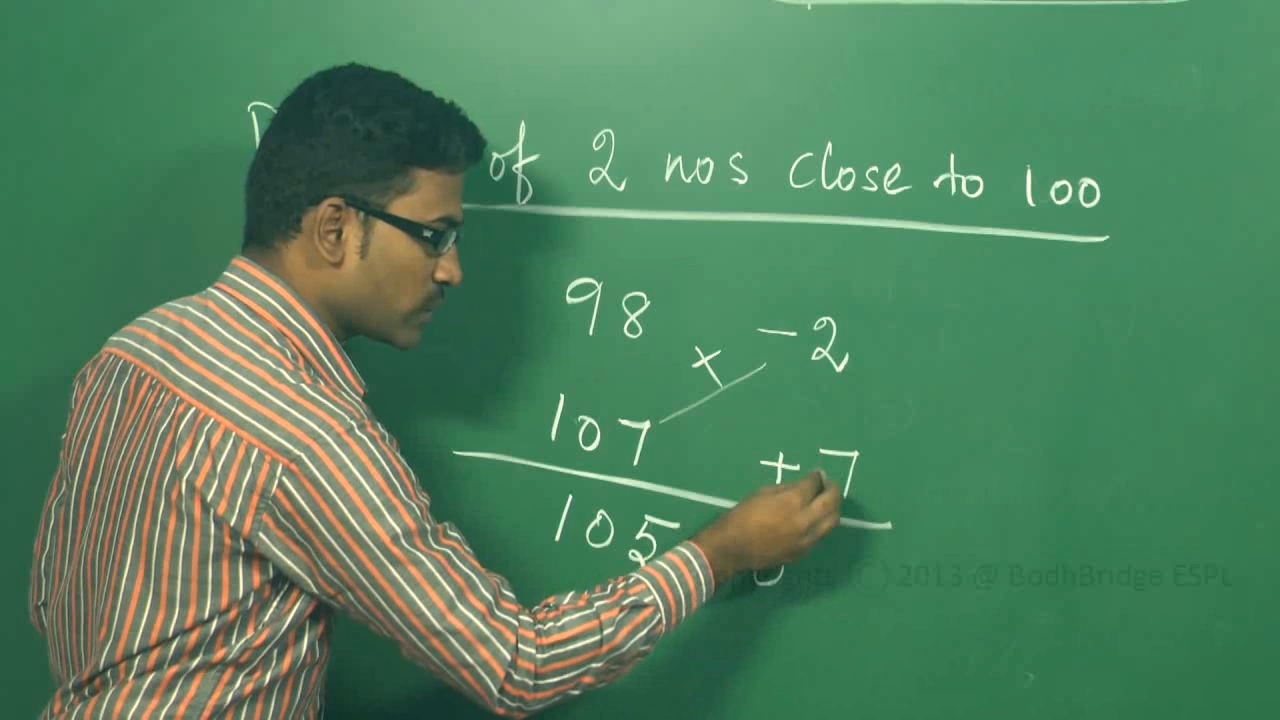 of 2 nos close to 100
98
× -2
107
+7
105
2013 @ BodhBridge ESPL